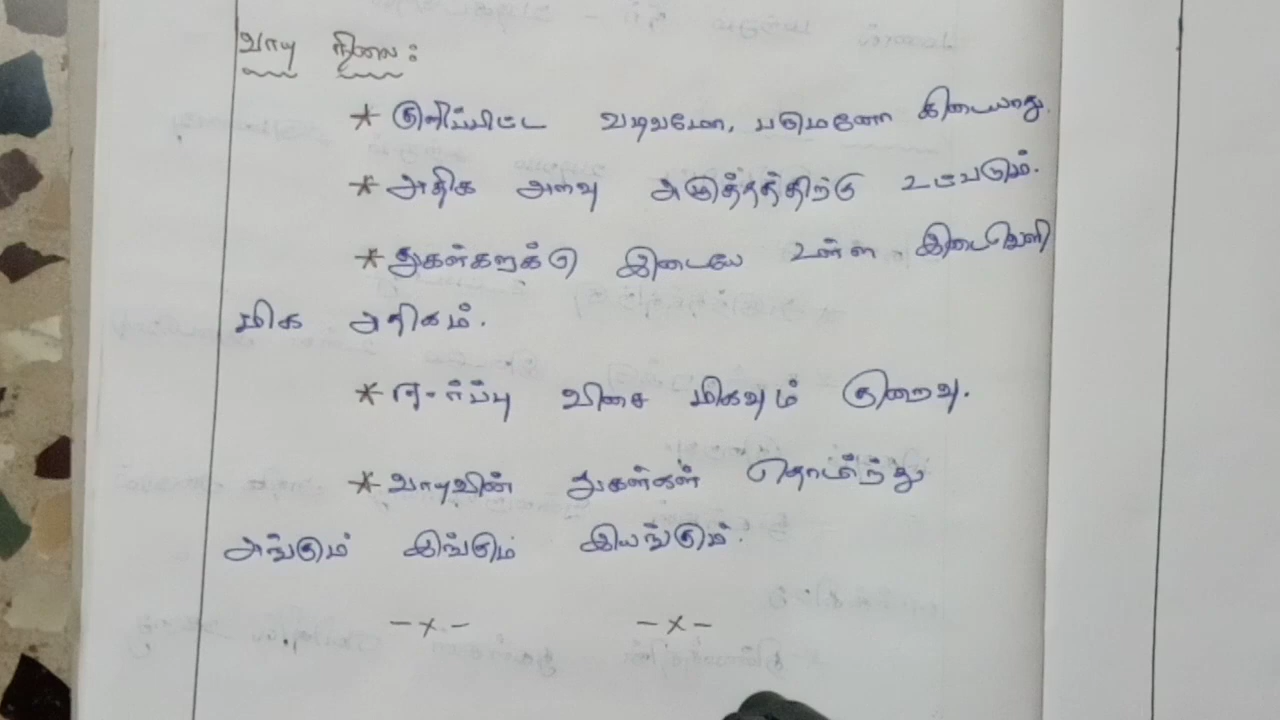 வாயு நிலை:
* குறிப்பிட்ட வடிவமோ, பருமனோ கிடையாது.
* அதிக அளவு அழுத்தத்திற்கு உட்படும்.
* துகள்களுக்கு இடையே உள்ள இடைவெளி
மிக அதிகம்.
* ஈர்ப்பு விசை மிகவும் குறைவு.
* வாயுவின் துகள்கள் தொடர்ந்து
அங்கும் இங்கும் இயங்கும்.
-x- -x-